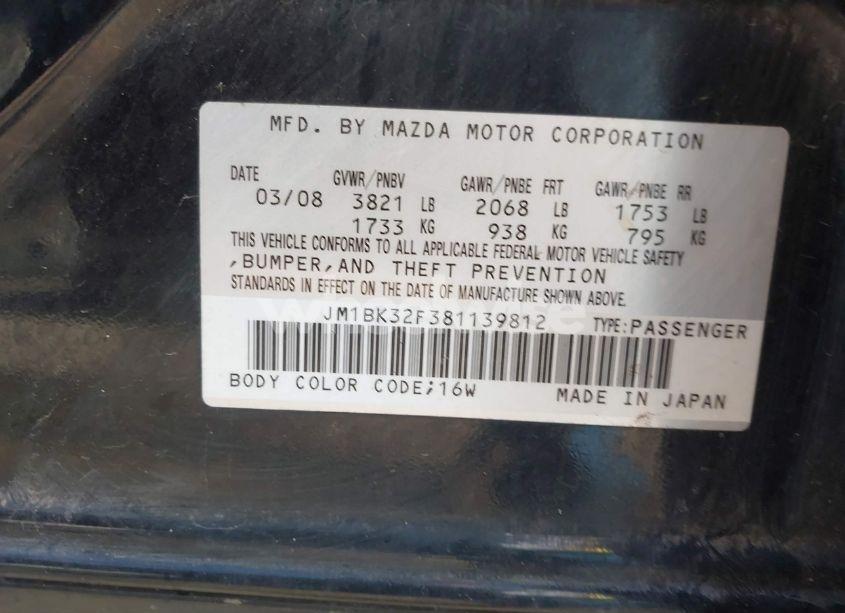 MFD. BY MAZDA MOTOR CORPORATION
DATE GVWR/PNBV GAWR/PNBE FRT GAWR/PNBE RR
03/08 3821 LB 2068 LB 1753 LB
1733 KG 938 KG 795 KG
THIS VEHICLE CONFORMS TO ALL APPLICABLE FEDERAL MOTOR VEHICLE SAFETY
,BUMPER,AND THEFT PREVENTION
STANDARDS IN EFFECT ON THE DATE OF MANUFACTURE SHOWN ABOVE.
JM1BK32F381139812 TYPE:PASSENGER
BODY COLOR CODE;16W MADE IN JAPAN